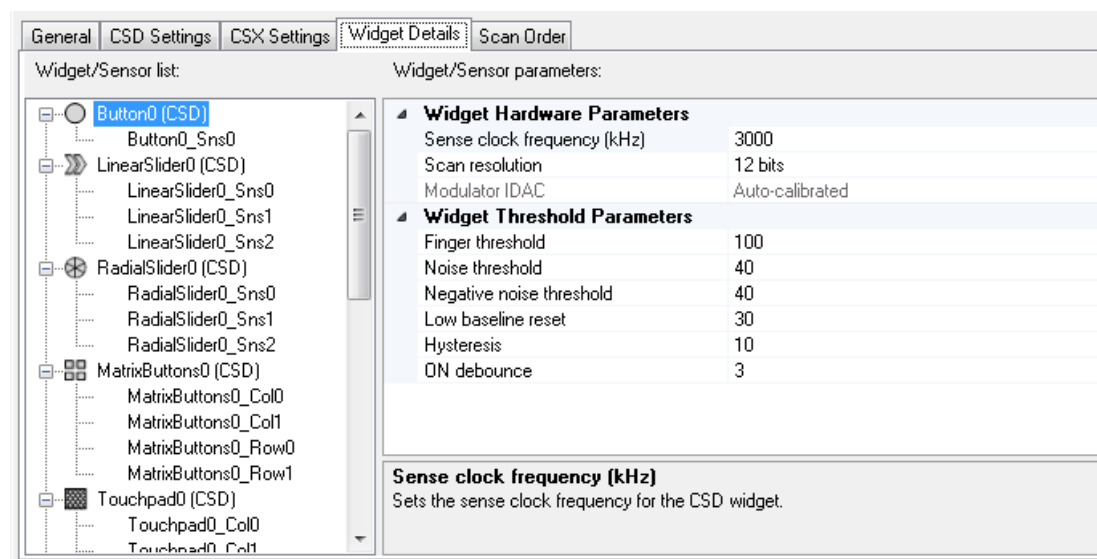 General CSD Settings CSX Settings Widget Details Scan Order
Widget/Sensor list:
Button0 (CSD)
Button0_Sns0
LinearSlider0 (CSD)
LinearSlider0_Sns0
LinearSlider0_Sns1
LinearSlider0_Sns2
RadialSlider0 (CSD)
RadialSlider0_Sns0
RadialSlider0_Sns1
RadialSlider0_Sns2
MatrixButtons0 (CSD)
MatrixButtons0_Col0
MatrixButtons0_Col1
MatrixButtons0_Row0
MatrixButtons0_Row1
Touchpad0 (CSD)
Touchpad0_Col0
Touchpad0_Col1
Widget/Sensor parameters:
Widget Hardware Parameters
Sense clock frequency (kHz) 3000
Scan resolution 12 bits
Modulator IDAC Auto-calibrated
Widget Threshold Parameters
Finger threshold 100
Noise threshold 40
Negative noise threshold 40
Low baseline reset 30
Hysteresis 10
ON debounce 3
Sense clock frequency (kHz)
Sets the sense clock frequency for the CSD widget.